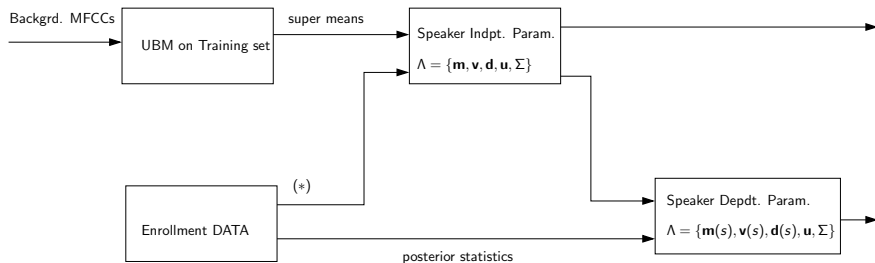 Backgrd. MFCCs
UBM on Training set
super means
Speaker Indpt. Param.
Λ = {m, v, d, u, Σ}
(∗)
Enrollment DATA
posterior statistics
Speaker Depdt. Param.
Λ = {m(s), v(s), d(s), u, Σ}